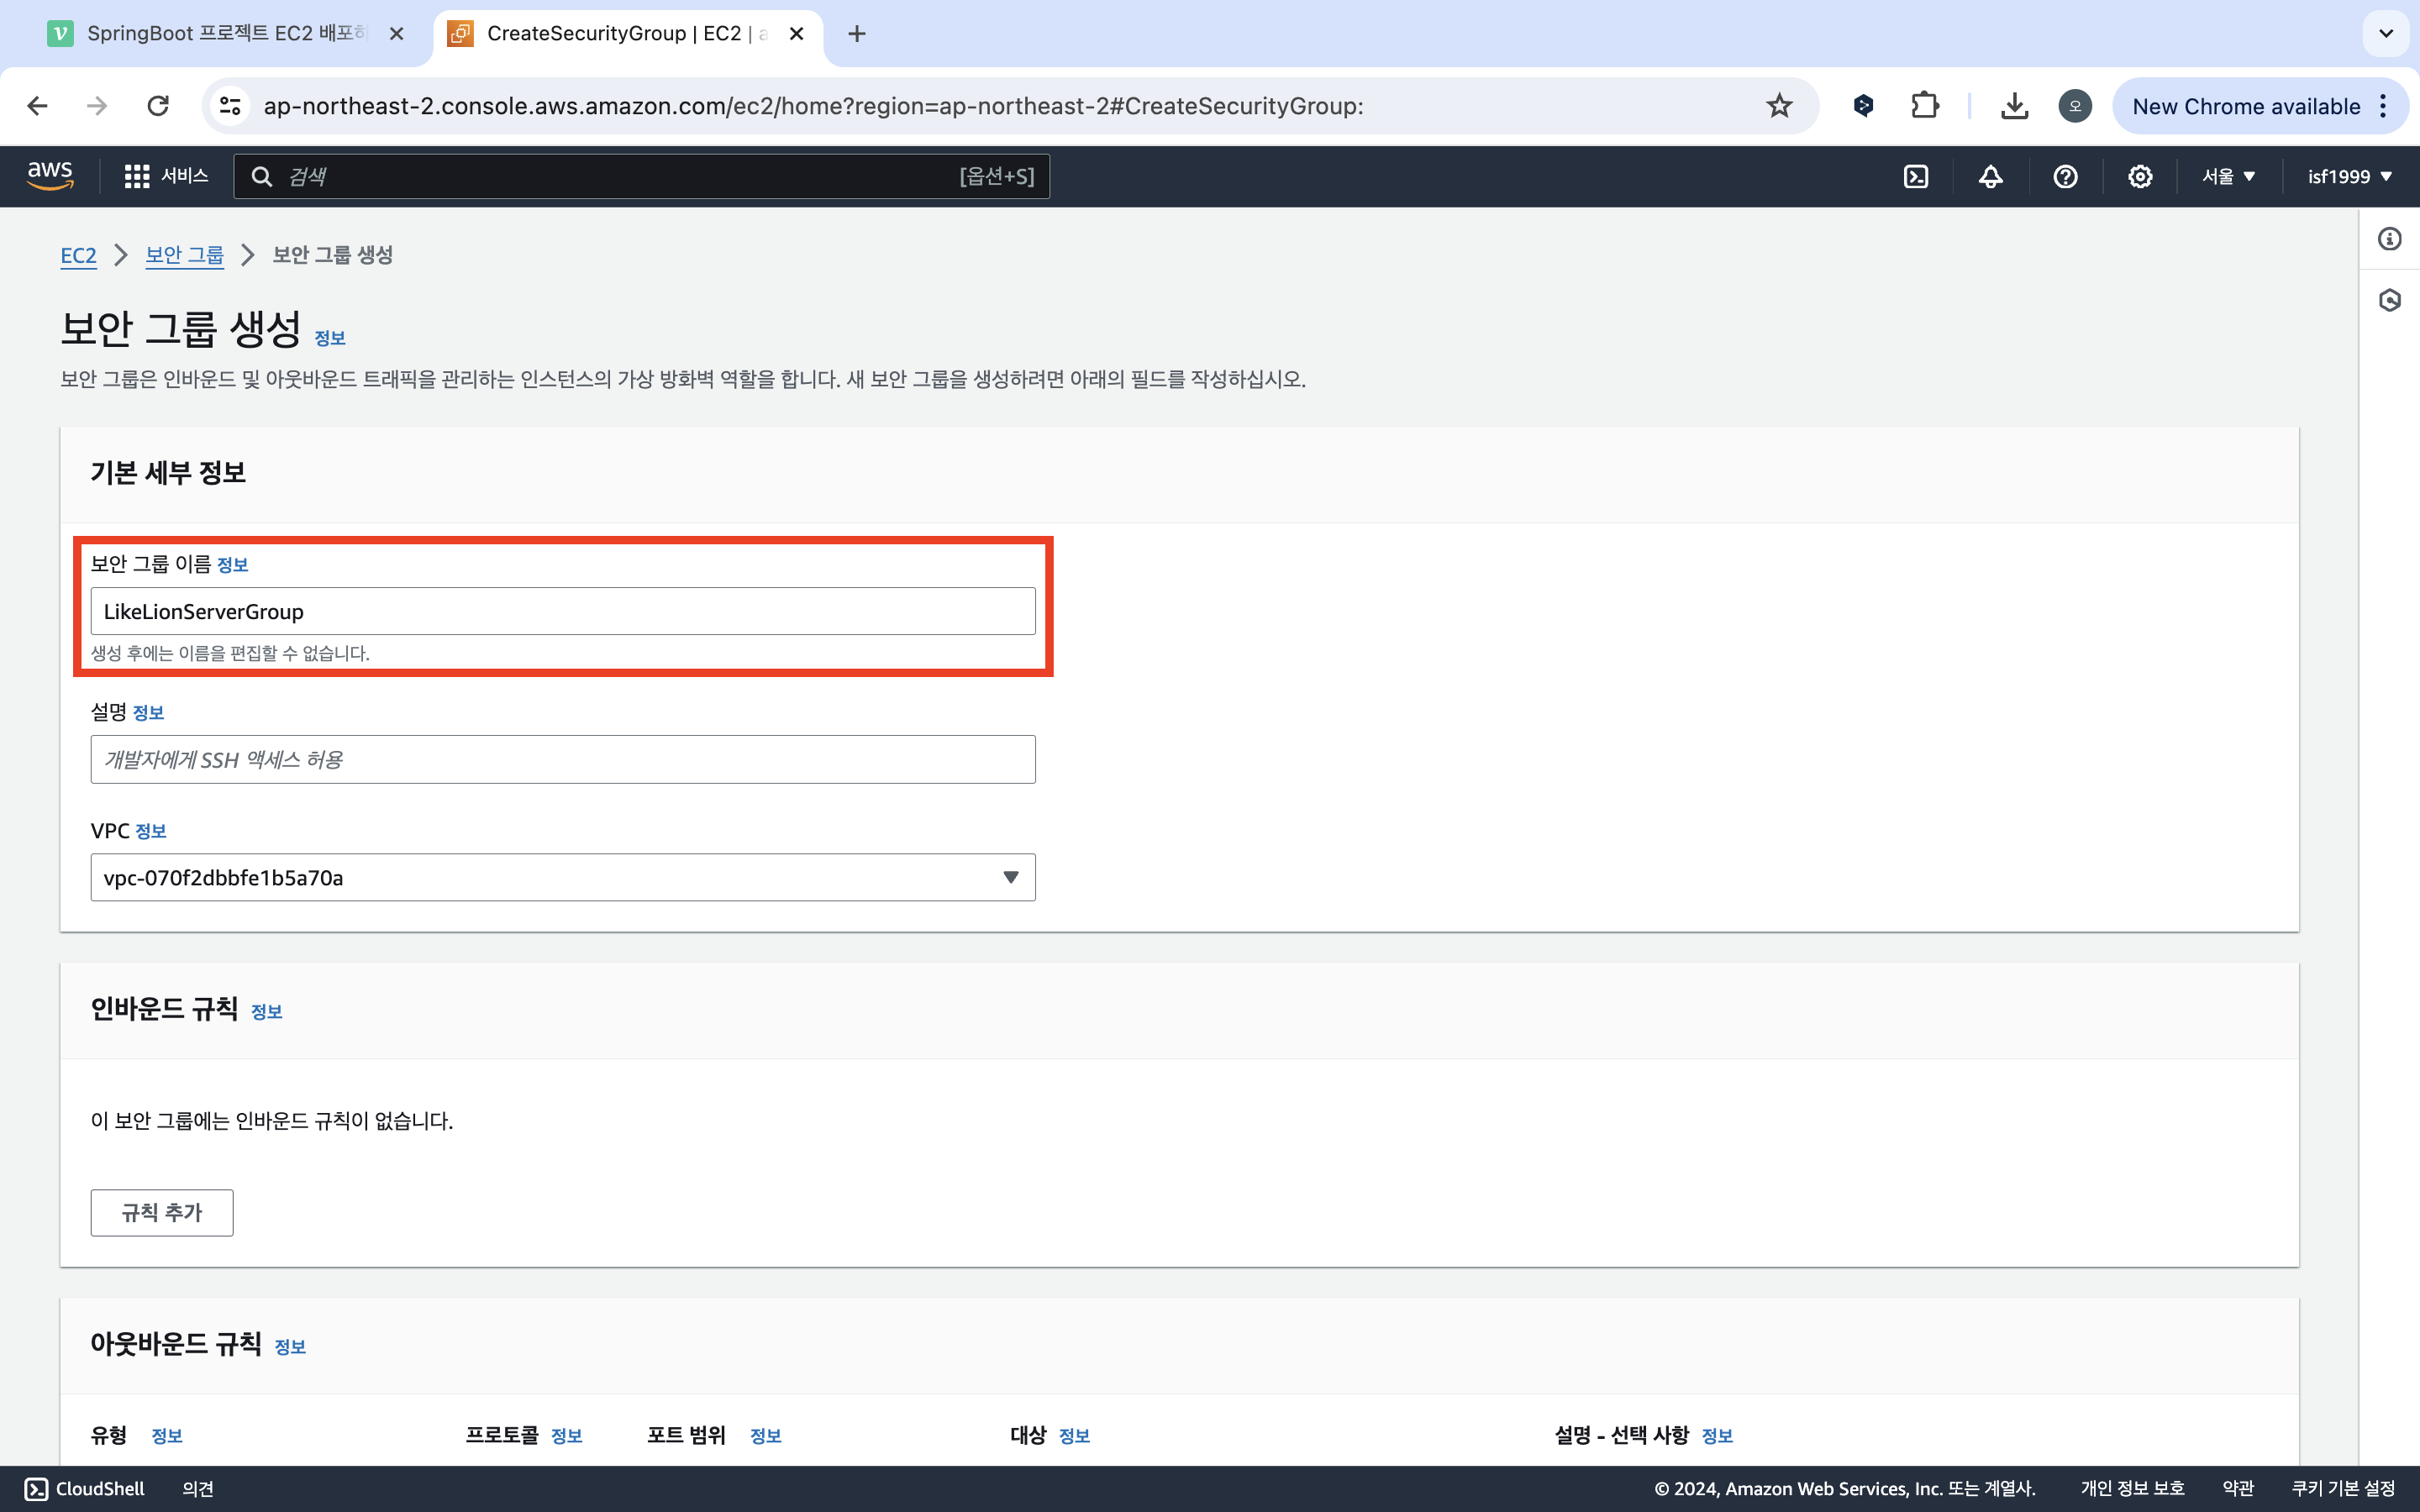 SpringBoot 프로젝트 EC2 배포하
CreateSecurityGroup | EC2 | a
ap-northeast-2.console.aws.amazon.com/ec2/home?region=ap-northeast-2#CreateSecurityGroup:
오
New Chrome available
aws
서비스
검색
[옵션+S]
서울
isf1999
EC2
보안 그룹
보안 그룹 생성
보안 그룹 생성 정보
보안 그룹은 인바운드 및 아웃바운드 트래픽을 관리하는 인스턴스의 가상 방화벽 역할을 합니다. 새 보안 그룹을 생성하려면 아래의 필드를 작성하십시오.
기본 세부 정보
보안 그룹 이름 정보
LikeLionServerGroup
생성 후에는 이름을 편집할 수 없습니다.
설명 정보
개발자에게 SSH 액세스 허용
VPC 정보
vpc-070f2dbbfe1b5a70a
인바운드 규칙 정보
이 보안 그룹에는 인바운드 규칙이 없습니다.
규칙 추가
아웃바운드 규칙 정보
유형 정보
프로토콜 정보
포트 범위 정보
대상 정보
설명 - 선택 사항 정보
CloudShell
의견
© 2024, Amazon Web Services, Inc. 또는 계열사.
개인 정보 보호
약관
쿠키 기본 설정